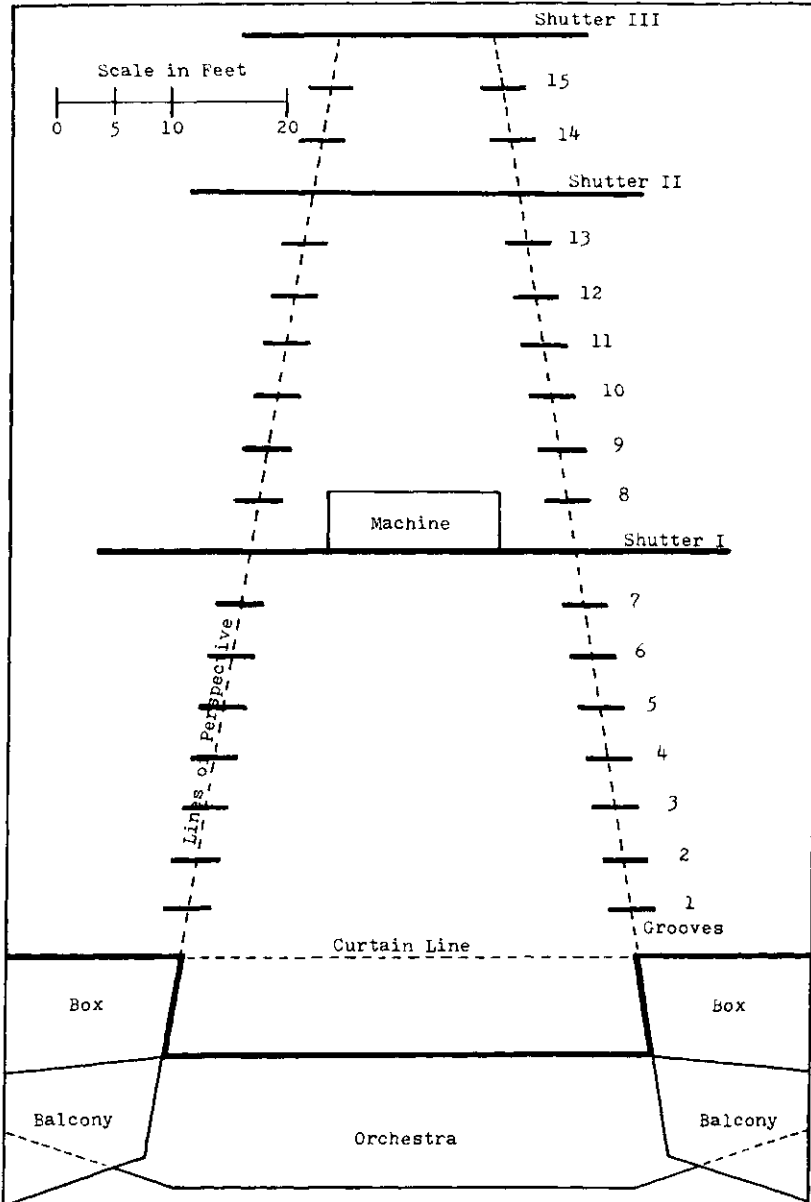 Shutter III
Scale in Feet
0 5 10 20
15
14
Shutter II
13
12
11
10
9
8
Machine
Shutter I
7
6
5
4
3
2
1
Lines of Perspective
Grooves
Curtain Line
Box
Box
Balcony
Balcony
Orchestra